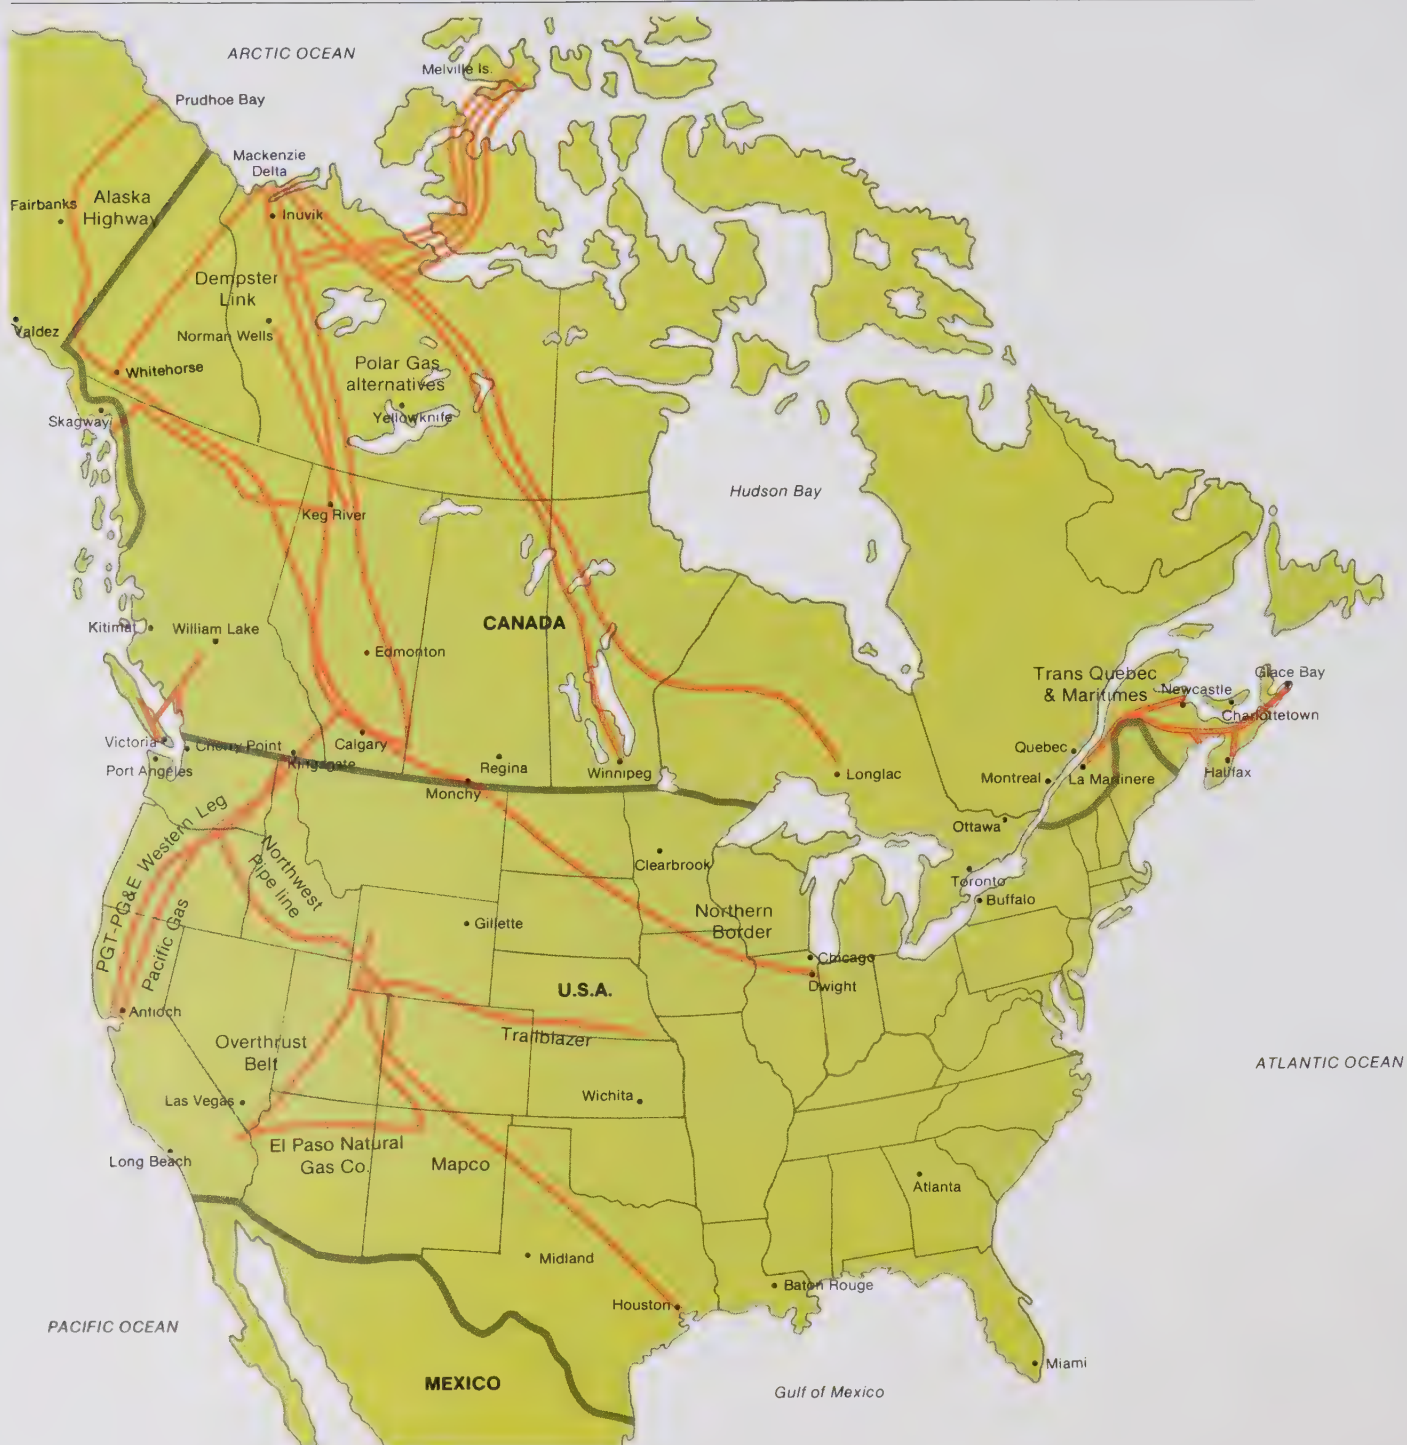 ARCTIC OCEAN
Melville Is.
Prudhoe Bay
Mackenzie
Delta
Inuvik
Fairbanks
Alaska
Highway
Dempster
Link
Valdez
Norman Wells
Whitehorse
Polar Gas
alternatives
Yellowknife
Skagway
Hudson Bay
Keg River
CANADA
Kitimat
William Lake
Edmonton
Trans Quebec
& Maritimes
Glace Bay
Newcastle
Charlottetown
Victoria
Cherry Point
Calgary
Port Angeles
Kingsgate
Regina
Monchy
Winnipeg
Longlac
Quebec
Montreal
La Martinere
Halifax
Ottawa
Toronto
Buffalo
PGT-PG&E Western Leg
Northwest
Pipe line
Clearbrook
Northern
Border
Gillette
Pacific Gas
Chicago
Dwight
U.S.A.
Antioch
Overthrust
Belt
Trailblazer
ATLANTIC OCEAN
Las Vegas
Wichita
Long Beach
El Paso Natural
Gas Co.
Mapco
Atlanta
Midland
Baton Rouge
Houston
PACIFIC OCEAN
MEXICO
Miami
Gulf of Mexico